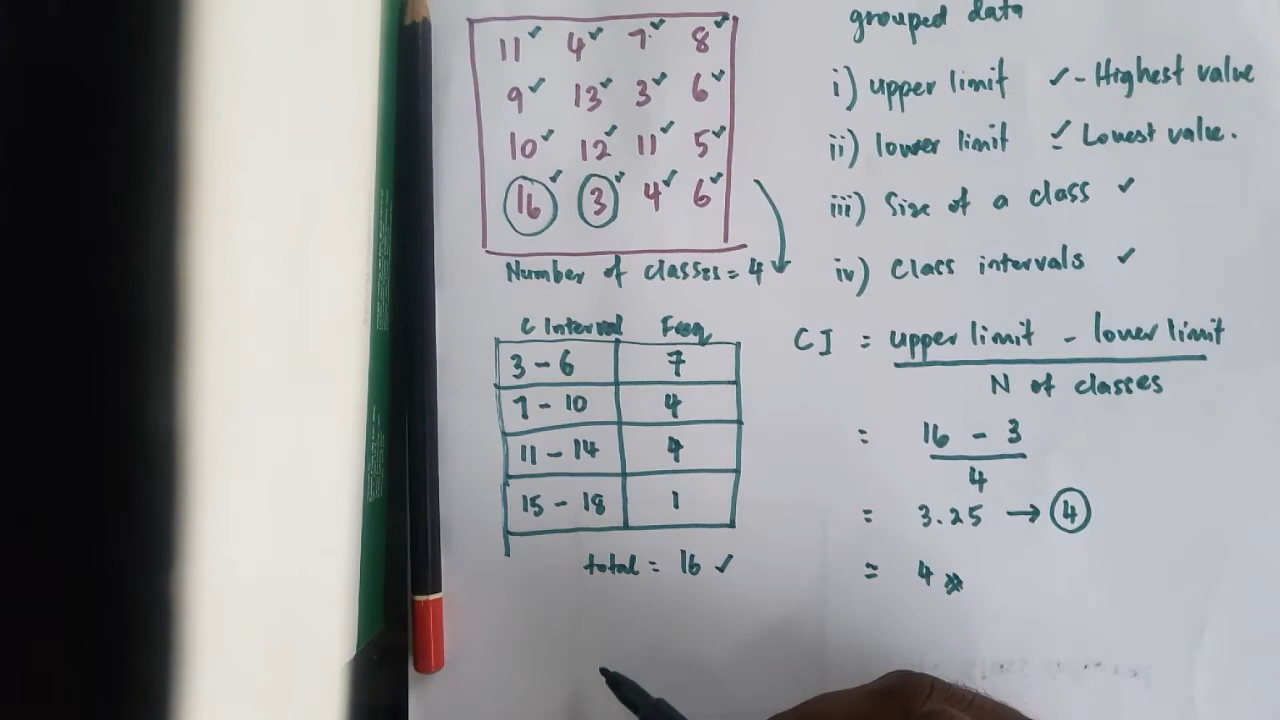 11 4 7 8
9 13 3 6
10 12 11 5
16 3 4 6
Number of classes = 4
C Interval Freq
3 - 6 7
7 - 10 4
11 - 14 4
15 - 18 1
total = 16 ✓
grouped data
i) upper limit ✓ - Highest value
ii) lower limit ✓ - Lowest value.
iii) Size of a class ✓
iv) Class intervals ✓
CI = upper limit - lower limit
N of classes
= 16 - 3
4
= 3.25 → 4
= 4